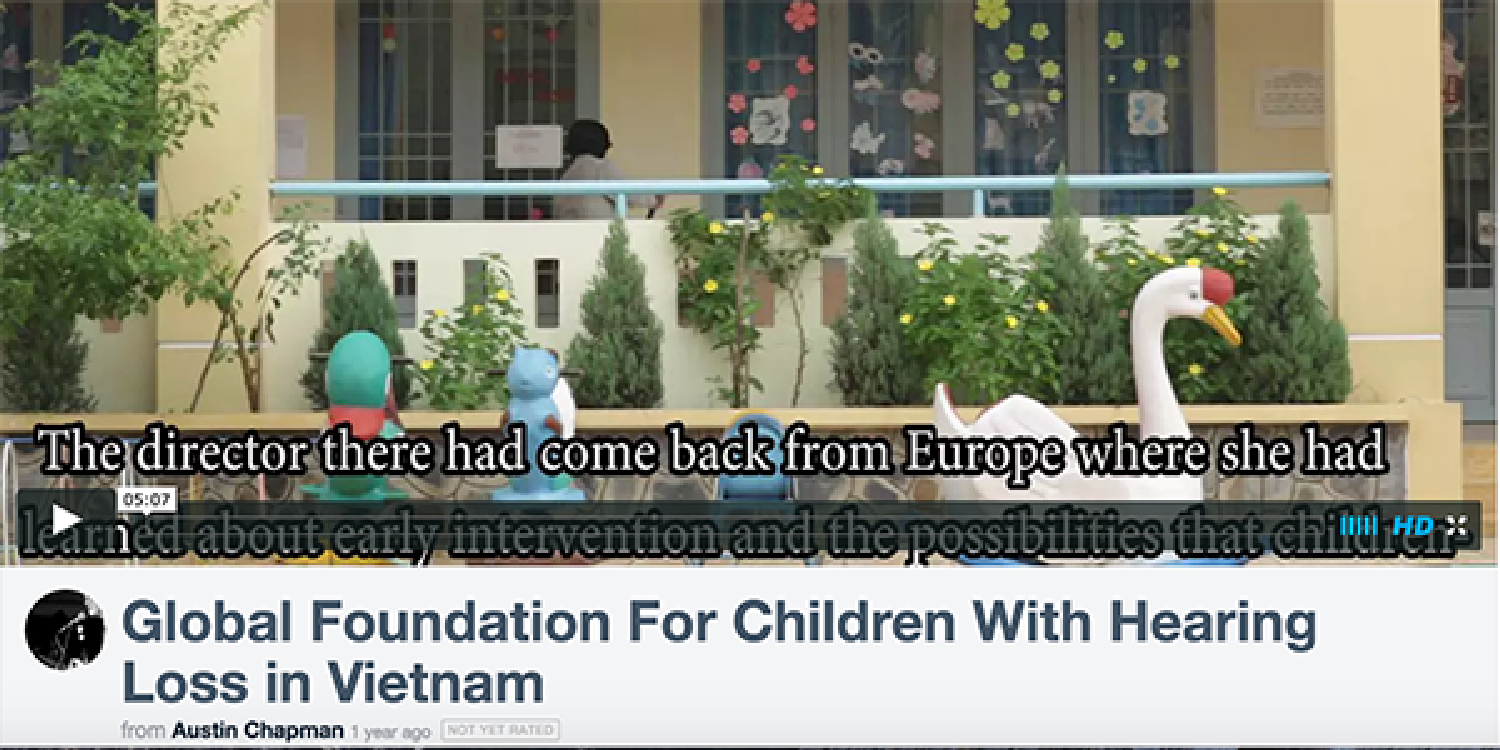 The director there had come back from Europe where she had
05:07
learned about early intervention and the possibilities that children-
HD
Global Foundation For Children With Hearing
Loss in Vietnam
from Austin Chapman 1 year ago NOT YET RATED